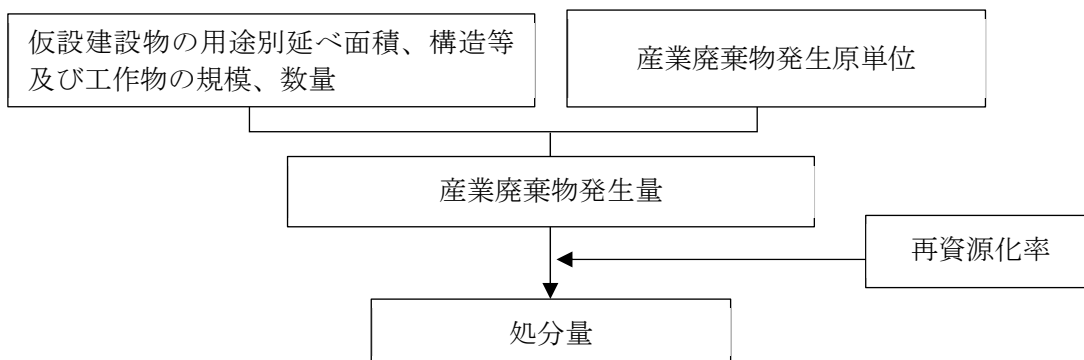 仮設建設物の用途別延べ面積、構造等
及び工作物の規模、数量
産業廃棄物発生原単位
産業廃棄物発生量
再資源化率
処分量